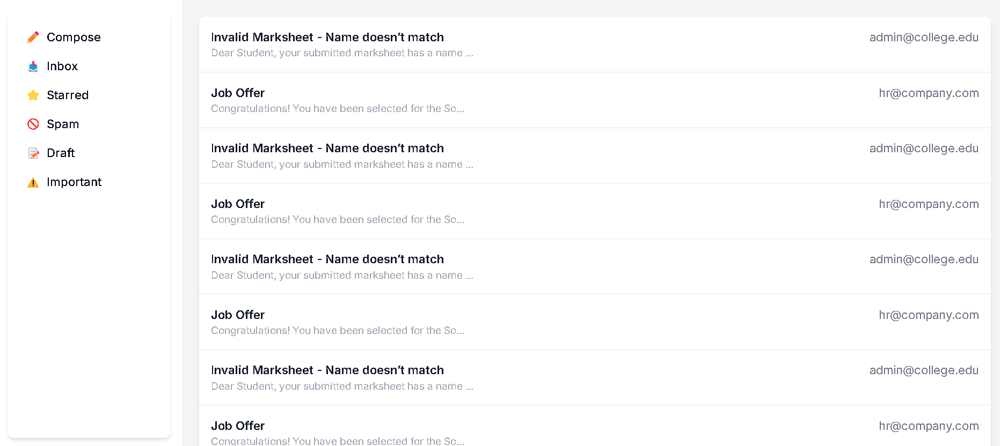 Compose
Inbox
Starred
Spam
Draft
Important
Invalid Marksheet - Name doesn’t match
admin@college.edu
Dear Student, your submitted marksheet has a name ...
Job Offer
hr@company.com
Congratulations! You have been selected for the So...
Invalid Marksheet - Name doesn’t match
admin@college.edu
Dear Student, your submitted marksheet has a name ...
Job Offer
hr@company.com
Congratulations! You have been selected for the So...
Invalid Marksheet - Name doesn’t match
admin@college.edu
Dear Student, your submitted marksheet has a name ...
Job Offer
hr@company.com
Congratulations! You have been selected for the So...
Invalid Marksheet - Name doesn’t match
admin@college.edu
Dear Student, your submitted marksheet has a name ...
Job Offer
hr@company.com
Congratulations! You have been selected for the So...